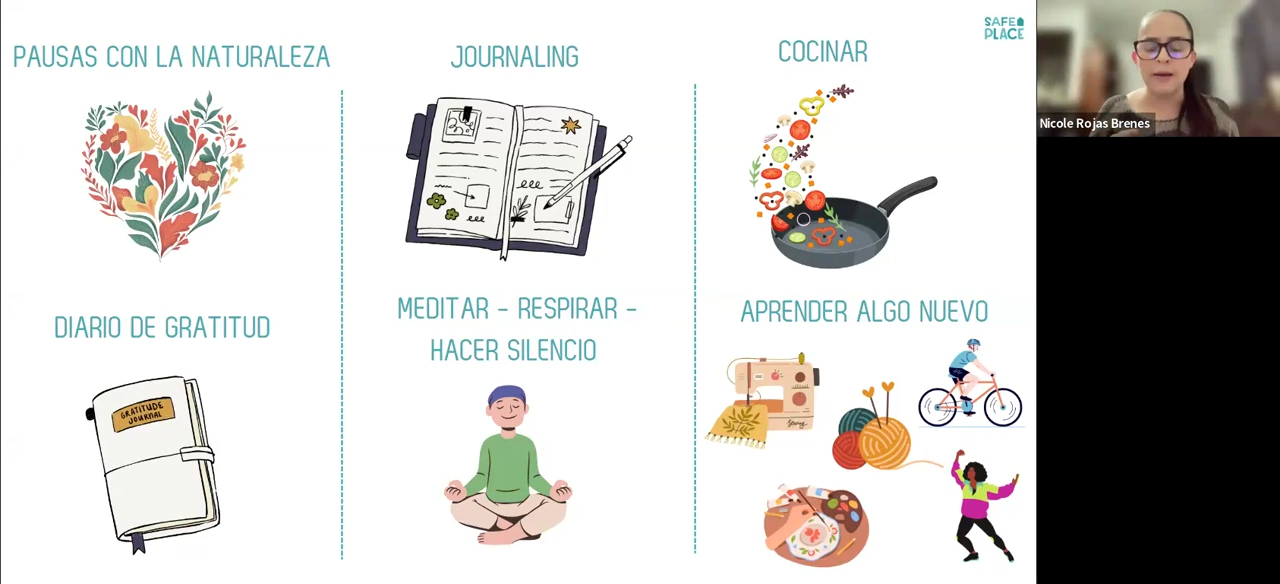 SAFE
PLACE
PAUSAS CON LA NATURALEZA
JOURNALING
COCINAR
Nicole Rojas Brenes
DIARIO DE GRATITUD
MEDITAR - RESPIRAR -
HACER SILENCIO
APRENDER ALGO NUEVO
GRATITUDE
JOURNAL